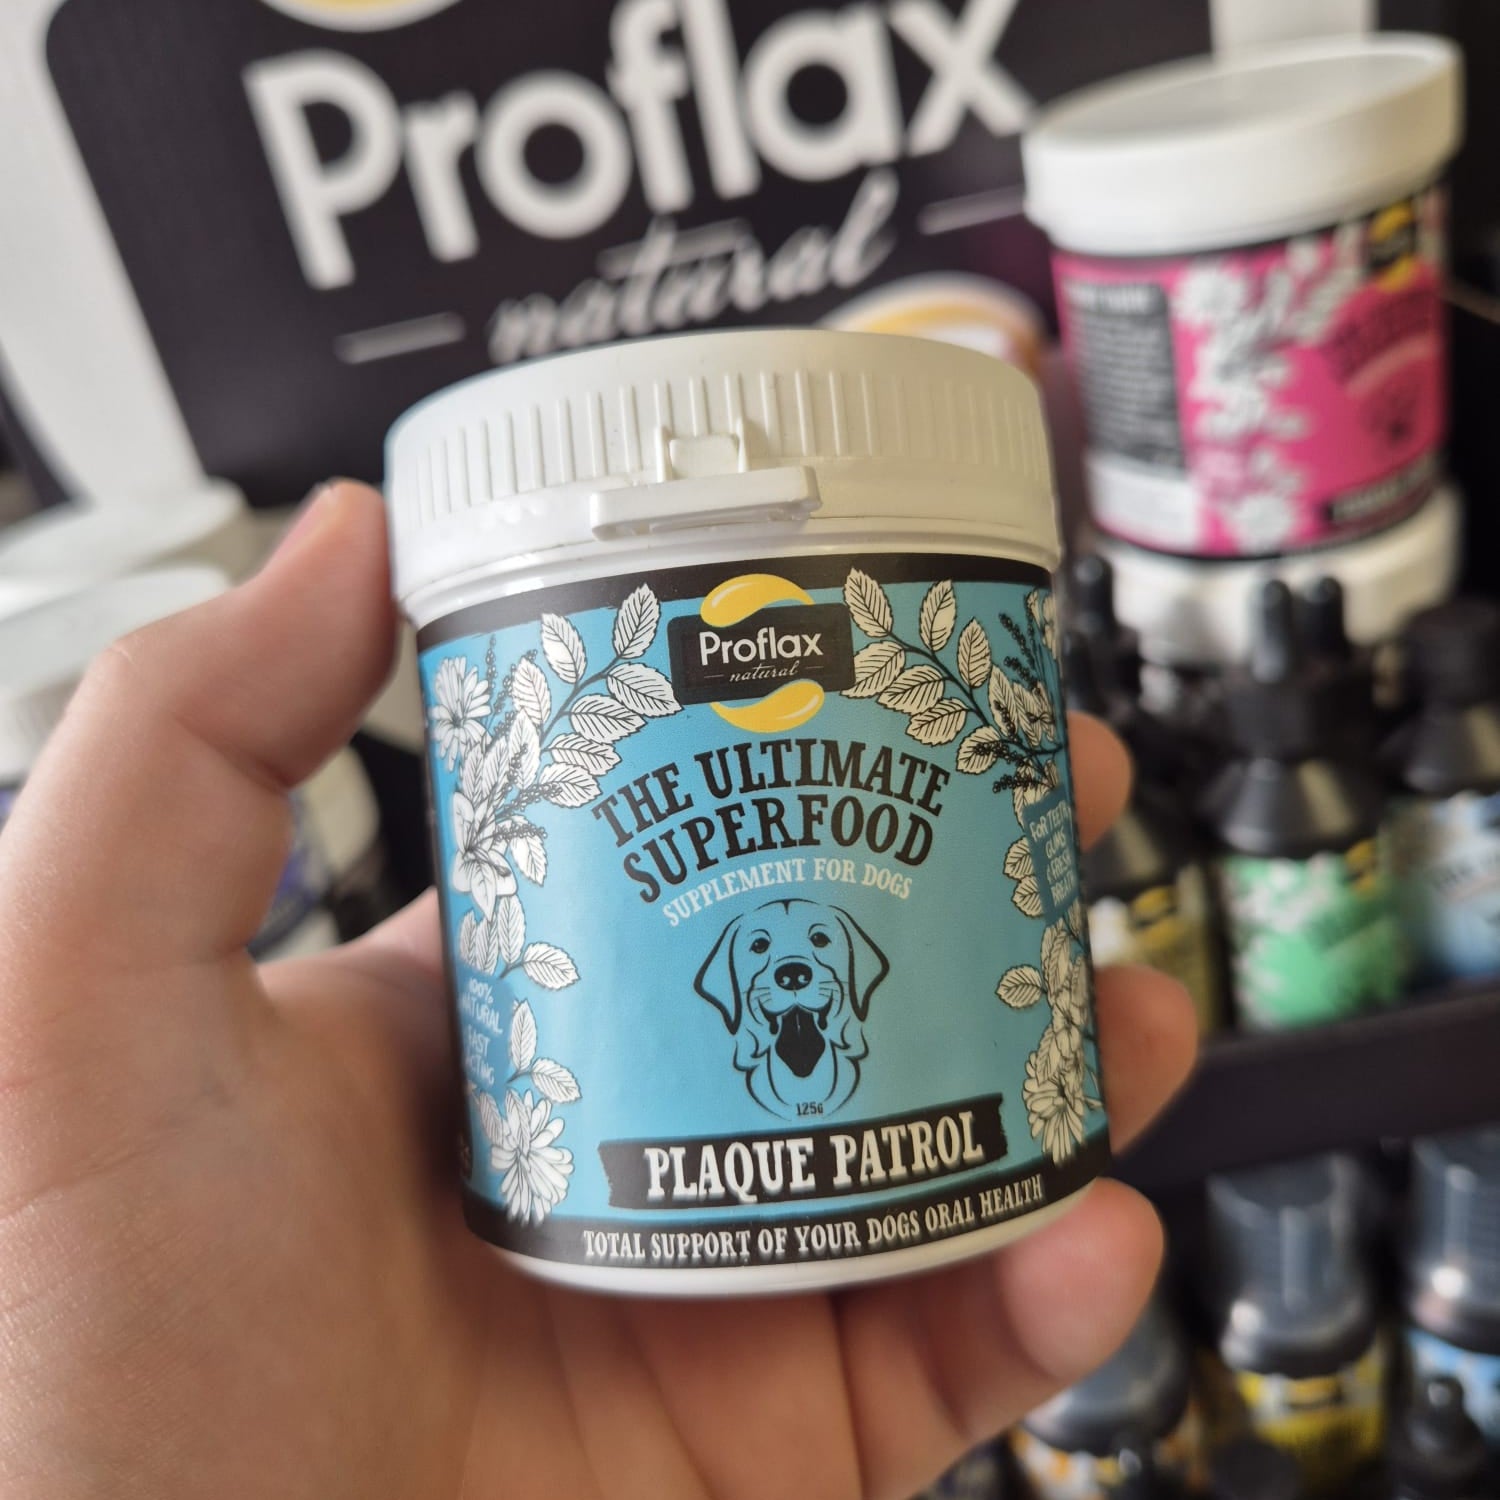 Proflax
natural
Proflax
natural
THE ULTIMATE
SUPERFOOD
SUPPLEMENT FOR DOGS
FOR TEETH
GUMS
& FRESH
BREATH
100%
NATURAL
FAST
ACTING
125G
PLAQUE PATROL
TOTAL SUPPORT OF YOUR DOGS ORAL HEALTH